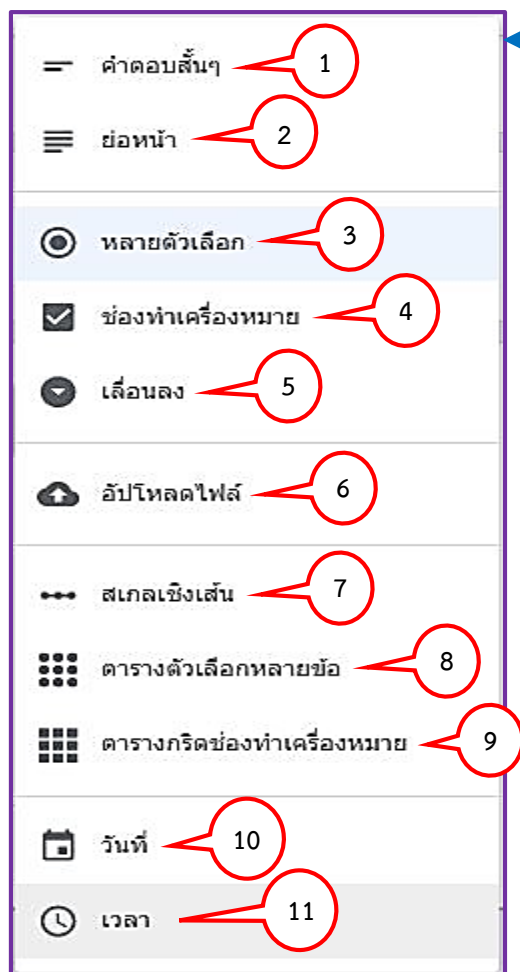 คำตอบสั้นๆ 1
ย่อหน้า 2
หลายตัวเลือก 3
ช่องทำเครื่องหมาย 4
เลื่อนลง 5
อัปโหลดไฟล์ 6
สเกลเชิงเส้น 7
ตารางตัวเลือกหลายข้อ 8
ตารางกริดช่องทำเครื่องหมาย 9
วันที่ 10
เวลา 11